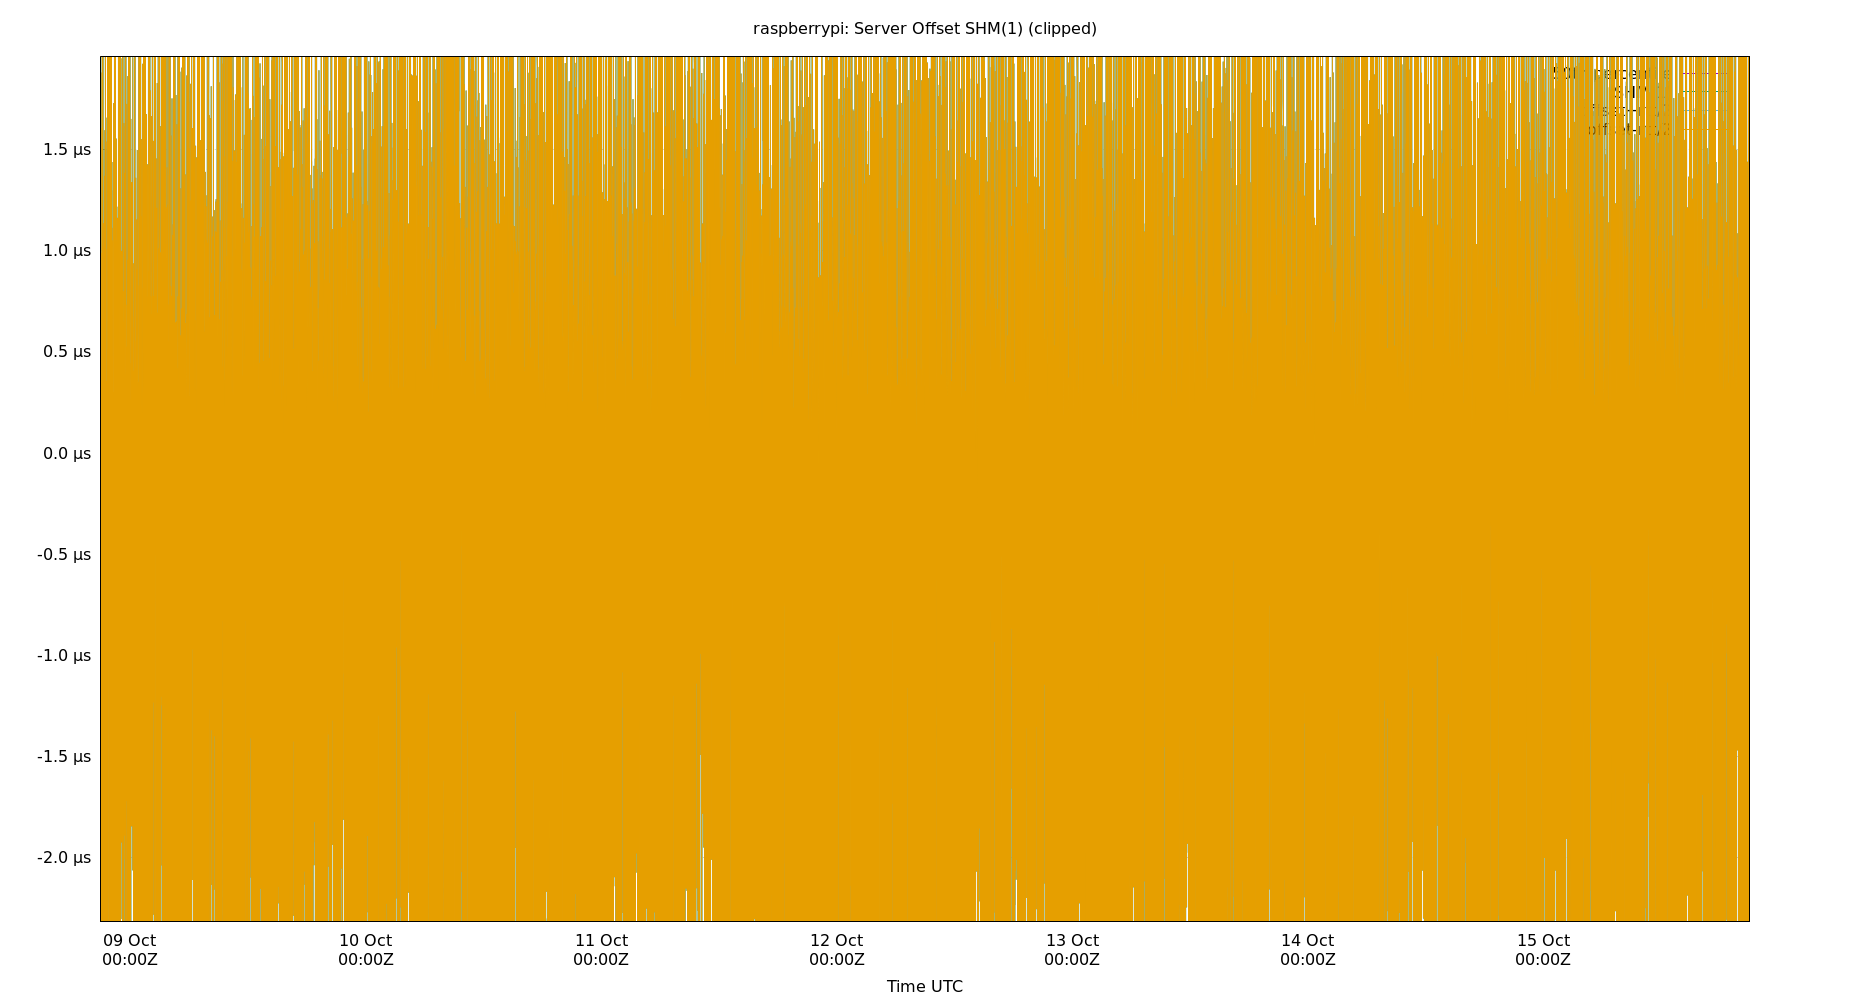 raspberrypi: Server Offset SHM(1) (clipped)
1.5 μs
1.0 μs
0.5 μs
0.0 μs
-0.5 μs
-1.0 μs
-1.5 μs
-2.0 μs
09 Oct 10 Oct 11 Oct 12 Oct 13 Oct 14 Oct 15 Oct
00:00Z 00:00Z 00:00Z 00:00Z 00:00Z 00:00Z 00:00Z
Time UTC